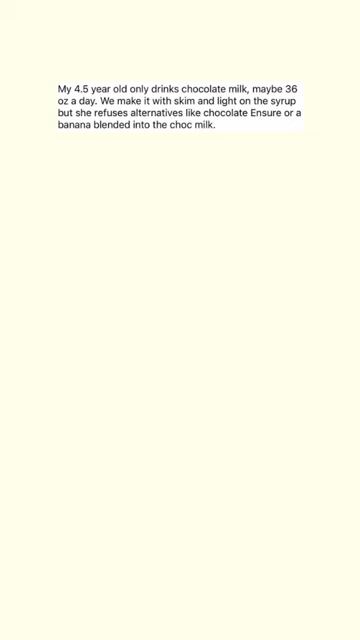 My 4.5 year old only drinks chocolate milk, maybe 36
oz a day. We make it with skim and light on the syrup
but she refuses alternatives like chocolate Ensure or a
banana blended into the choc milk.